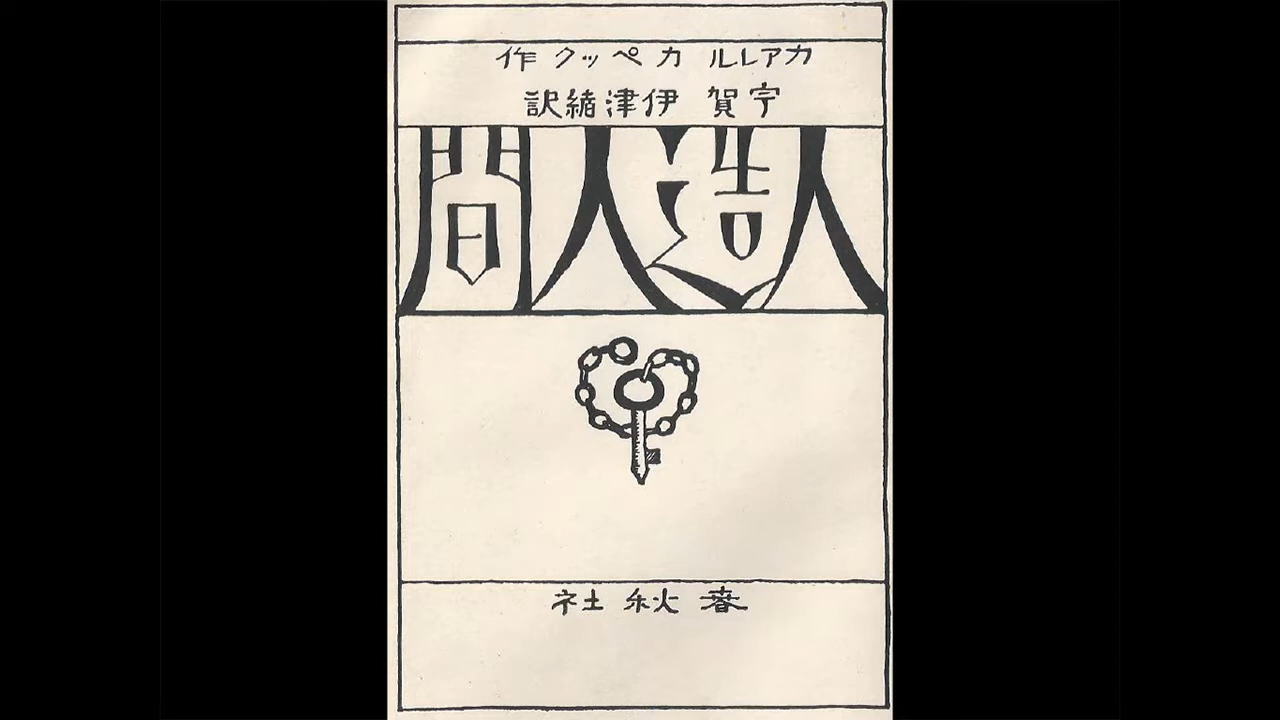 カアレル カペック作
宇賀 伊津緒訳
人造人間
春秋社